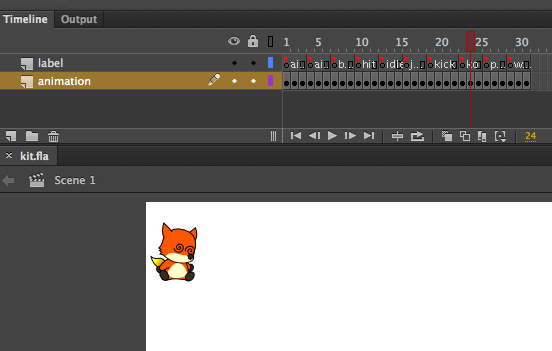 Timeline Output
1 5 10 15 20 25 30
label ai.. ai.. b.. hit idle j... kick ko p... w...
animation
24
× kit.fla
Scene 1